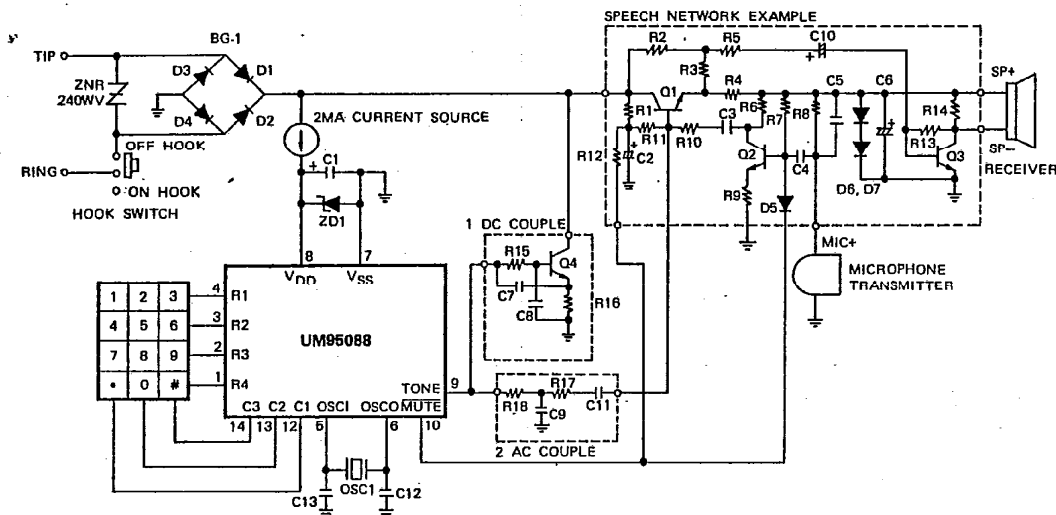 SPEECH NETWORK EXAMPLE
BG-1
TIP
D3
D1
ZNR
240WV
D4
D2
OFF HOOK
RING
ON HOOK
HOOK SWITCH
2MA CURRENT SOURCE
C1
ZD1
8
7
VDD
VSS
R2
R5
C10
R3
Q1
R4
R1
R11
R10
C3
R6
R7
R8
C5
C6
R12
C2
Q2
C4
R9
D5
D6, D7
R14
R13
Q3
SP+
SP-
RECEIVER
MIC+
MICROPHONE
TRANSMITTER
1 DC COUPLE
R15
Q4
C7
C8
R16
1 2 3
4 5 6
7 8 9
• 0 #
4 R1
3 R2
2 R3
1 R4
UM95088
TONE
9
C3 C2 C1 OSCI OSCO MUTE
14 13 12 5 6 10
R18
R17
C9
C11
2 AC COUPLE
C13
OSC1
C12